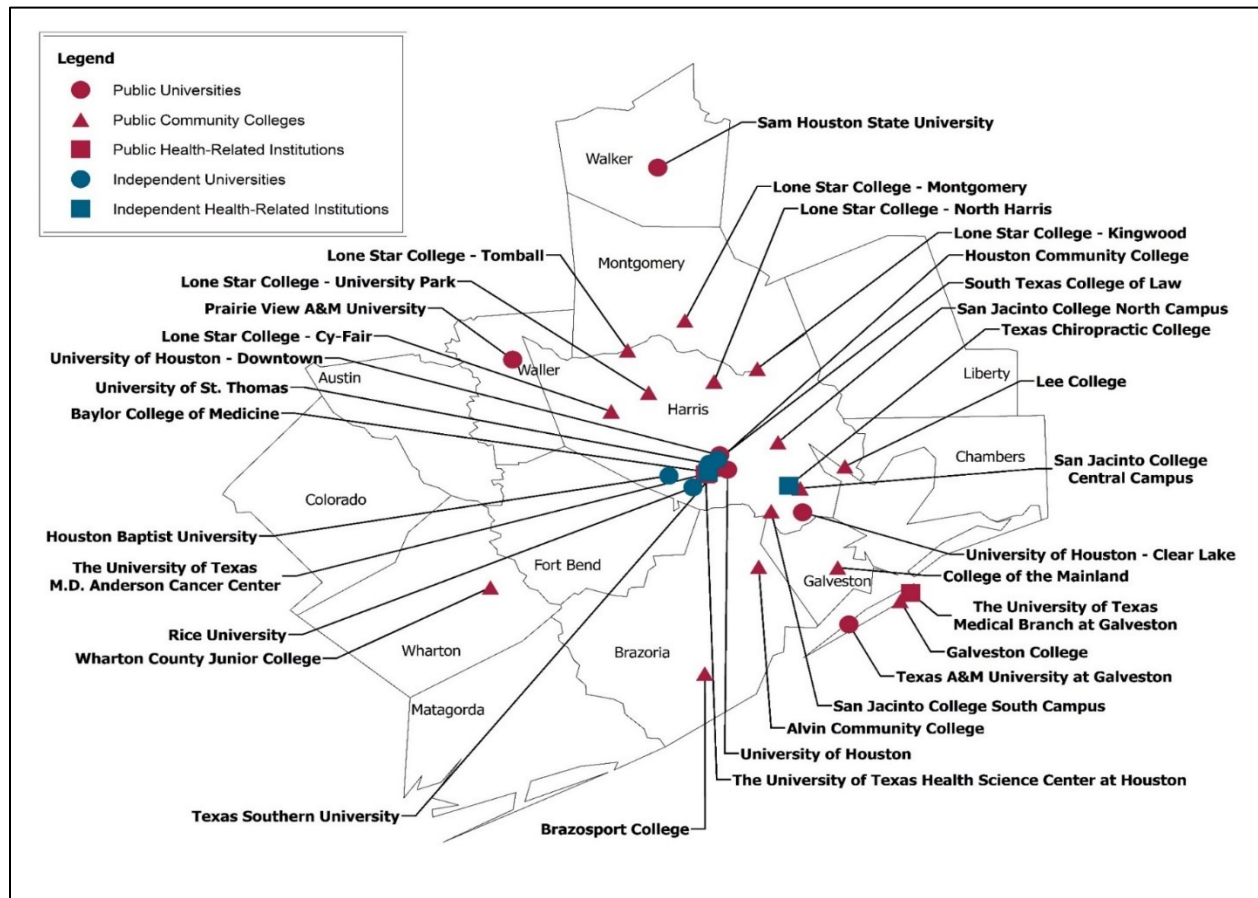 Legend
Public Universities
Public Community Colleges
Public Health-Related Institutions
Independent Universities
Independent Health-Related Institutions
Sam Houston State University
Walker
Lone Star College - Montgomery
Lone Star College - North Harris
Lone Star College - Kingwood
Houston Community College
South Texas College of Law
San Jacinto College North Campus
Texas Chiropractic College
Lee College
Lone Star College - Tomball
Lone Star College - University Park
Prairie View A&M University
Lone Star College - Cy-Fair
University of Houston - Downtown
University of St. Thomas
Baylor College of Medicine
Montgomery
Austin
Waller
Liberty
Harris
Chambers
Colorado
San Jacinto College
Central Campus
Houston Baptist University
The University of Texas
M.D. Anderson Cancer Center
Rice University
Wharton County Junior College
Fort Bend
Galveston
Wharton
Brazoria
Matagorda
University of Houston - Clear Lake
College of the Mainland
The University of Texas
Medical Branch at Galveston
Galveston College
Texas A&M University at Galveston
San Jacinto College South Campus
Alvin Community College
University of Houston
The University of Texas Health Science Center at Houston
Texas Southern University
Brazosport College